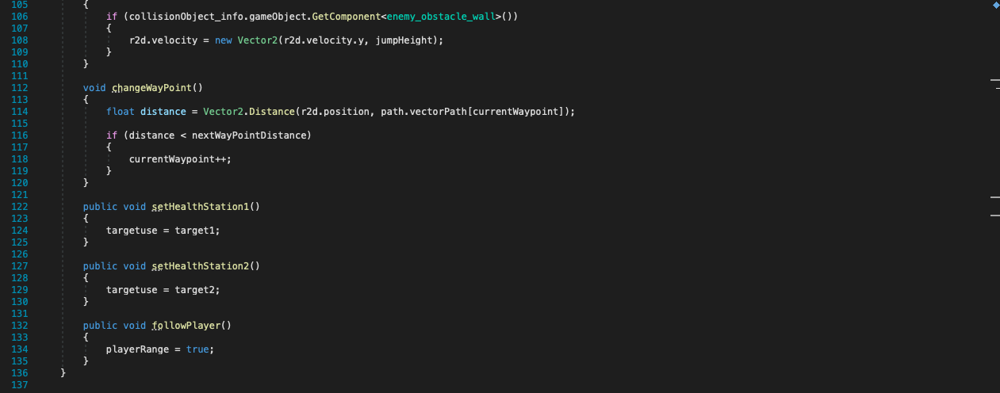 105 {
106 if (collisionObject_info.gameObject.GetComponent<enemy_obstacle_wall>())
107 {
108 r2d.velocity = new Vector2(r2d.velocity.y, jumpHeight);
109 }
110 }
111
112 void changeWayPoint()
113 {
114 float distance = Vector2.Distance(r2d.position, path.vectorPath[currentWaypoint]);
115
116 if (distance < nextWayPointDistance)
117 {
118 currentWaypoint++;
119 }
120 }
121
122 public void setHealthStation1()
123 {
124 targetuse = target1;
125 }
126
127 public void setHealthStation2()
128 {
129 targetuse = target2;
130 }
131
132 public void followPlayer()
133 {
134 playerRange = true;
135 }
136 }
137